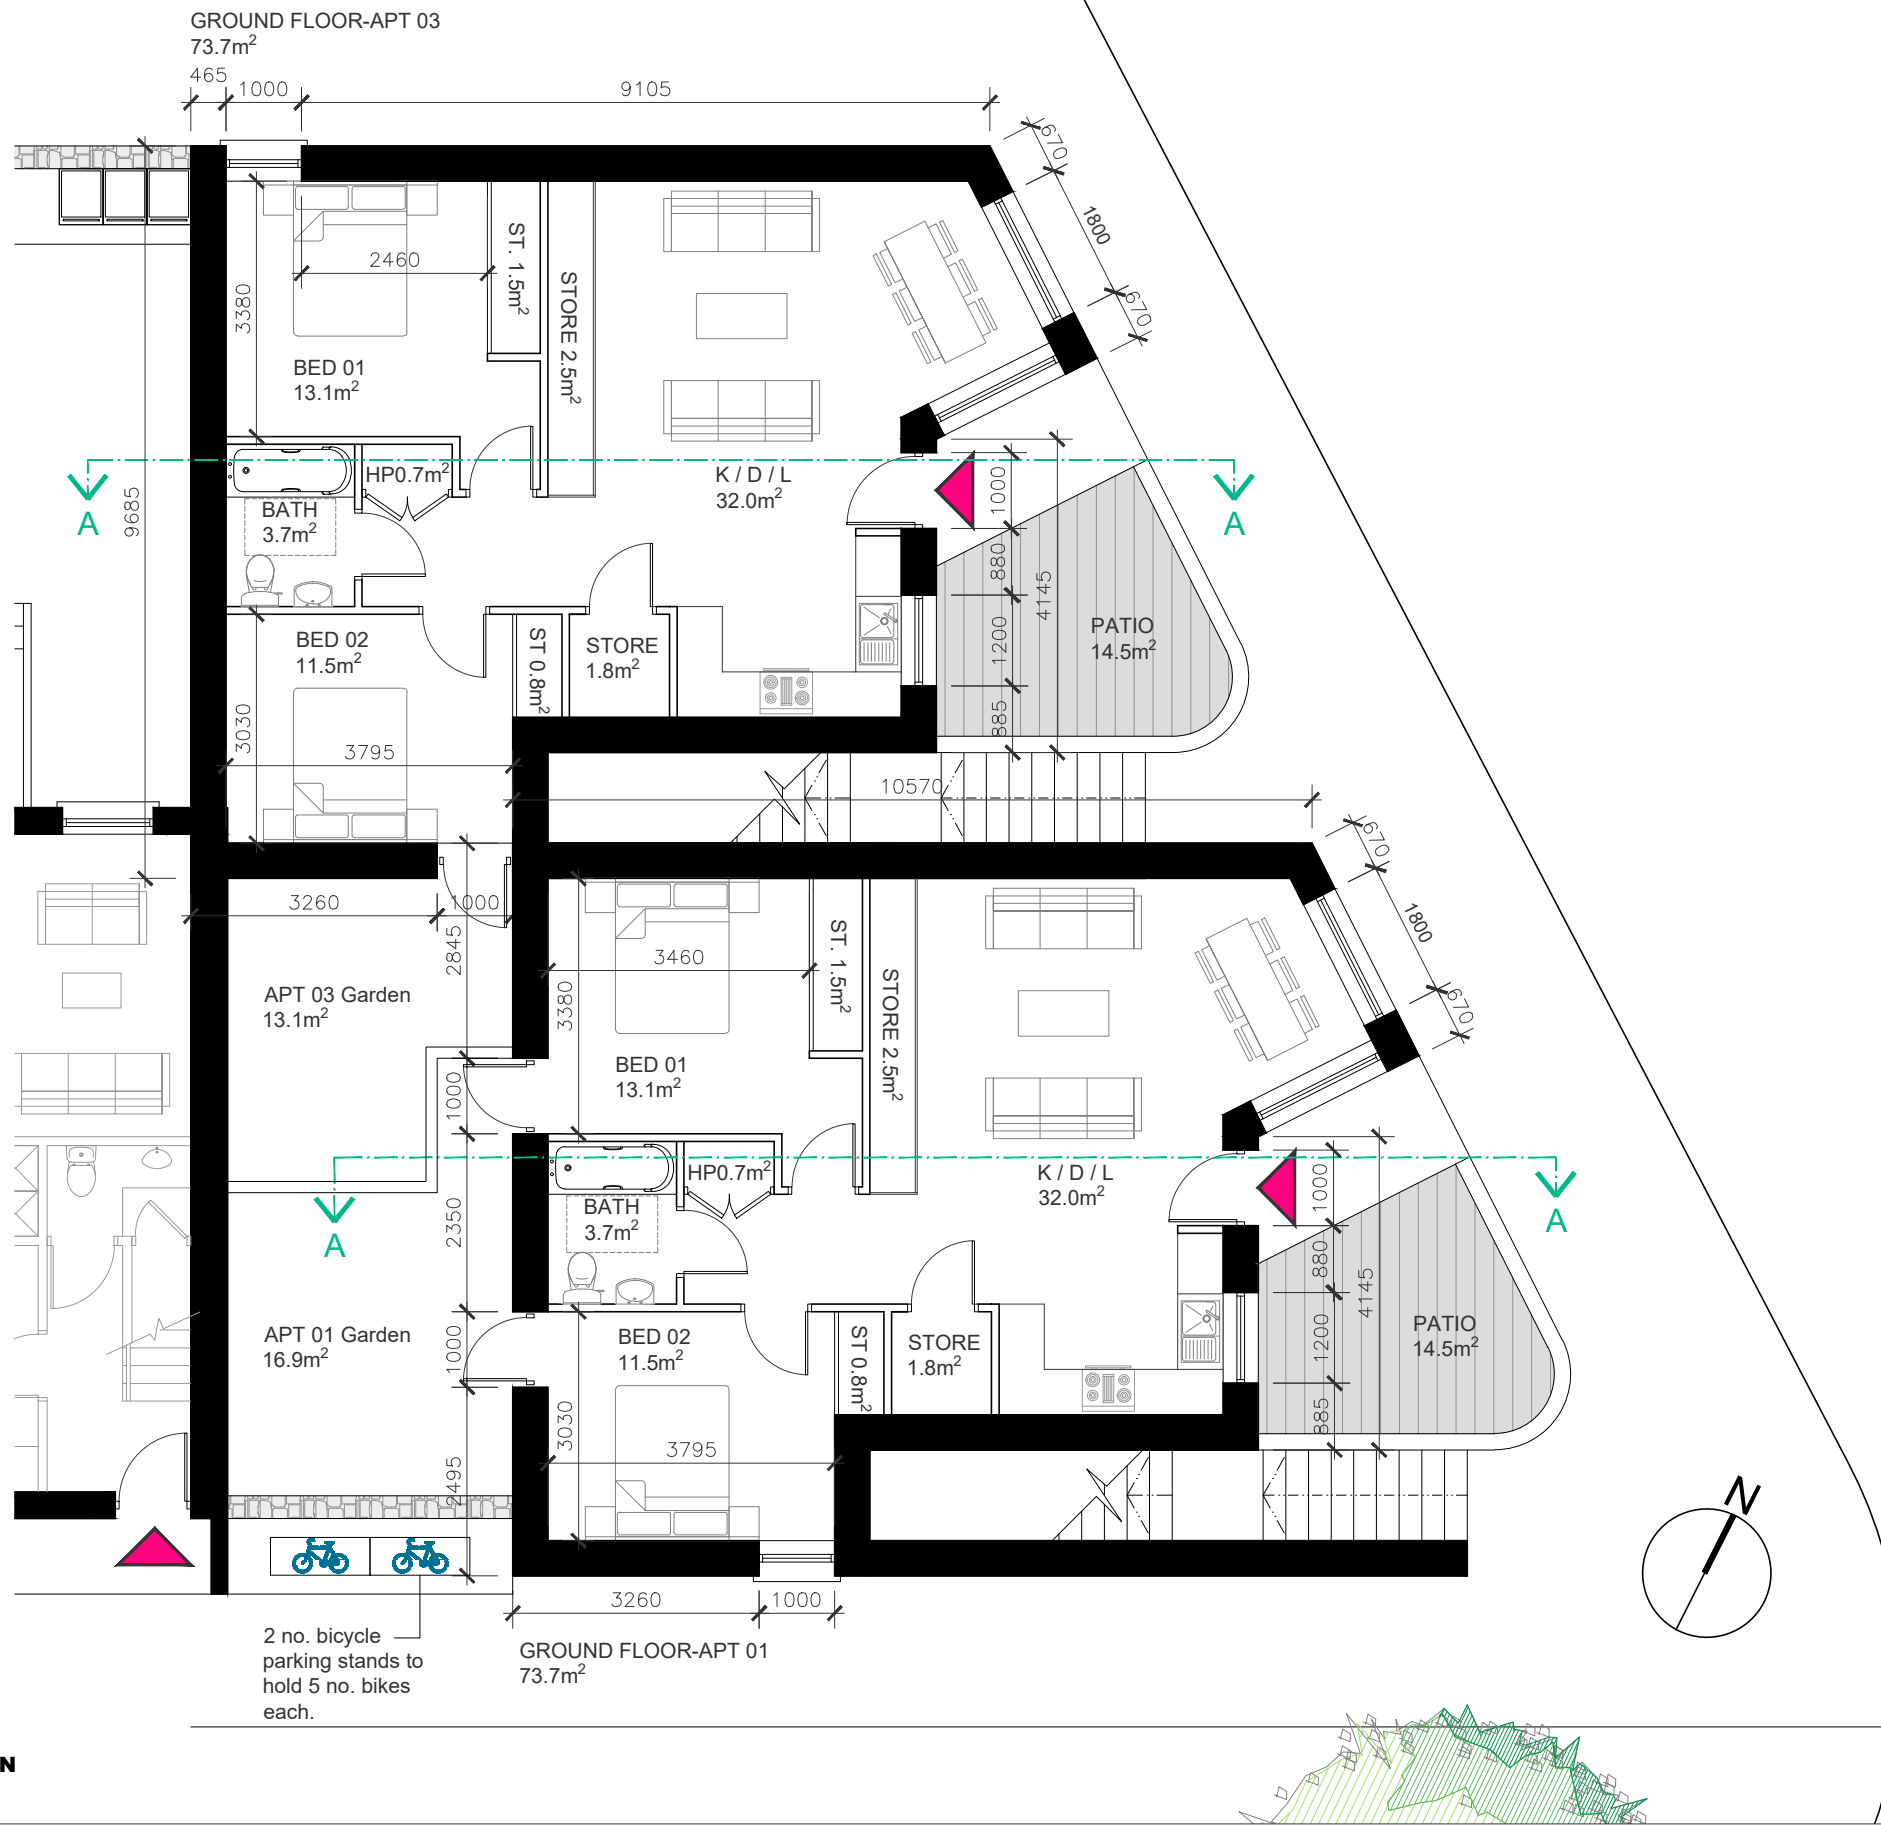 GROUND FLOOR-APT 03
73.7m²
465
1000
9105
670
1800
670
2460
3380
ST. 1.5m²
STORE 2.5m²
BED 01
13.1m²
HP0.7m²
K / D / L
32.0m²
A
A
9685
BATH
3.7m²
1000
880
4145
1200
885
PATIO
14.5m²
BED 02
11.5m²
ST 0.8m²
STORE
1.8m²
3030
3795
10570
670
1800
670
3260
1000
2845
3460
3380
ST. 1.5m²
STORE 2.5m²
APT 03 Garden
13.1m²
BED 01
13.1m²
1000
HP0.7m²
K / D / L
32.0m²
A
A
BATH
3.7m²
2350
1000
880
4145
1200
885
PATIO
14.5m²
APT 01 Garden
16.9m²
1000
BED 02
11.5m²
ST 0.8m²
STORE
1.8m²
3030
3795
2495
N
3260
1000
2 no. bicycle
parking stands to
hold 5 no. bikes
each.
GROUND FLOOR-APT 01
73.7m²
N